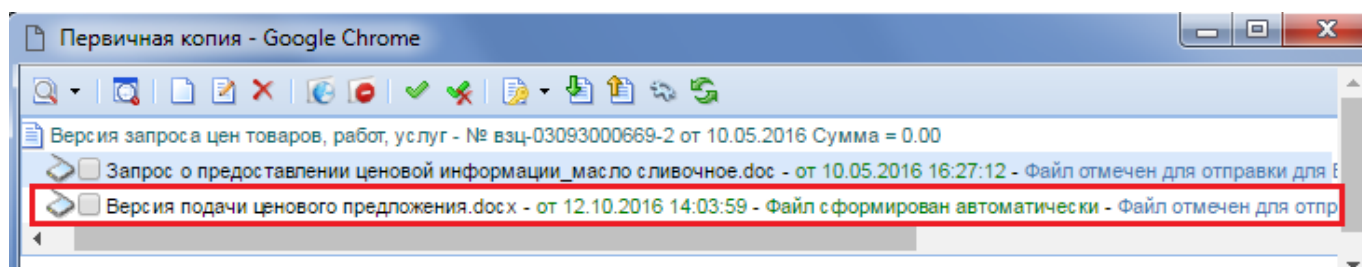 Первичная копия - Google Chrome
Версия запроса цен товаров, работ, услуг - № взц-03093000669-2 от 10.05.2016 Сумма = 0.00
Запрос о предоставлении ценовой информации_масло сливочное.doc - от 10.05.2016 16:27:12 - Файл отмечен для отправки для
Версия подачи ценового предложения.docx - от 12.10.2016 14:03:59 - Файл сформирован автоматически - Файл отмечен для отпр